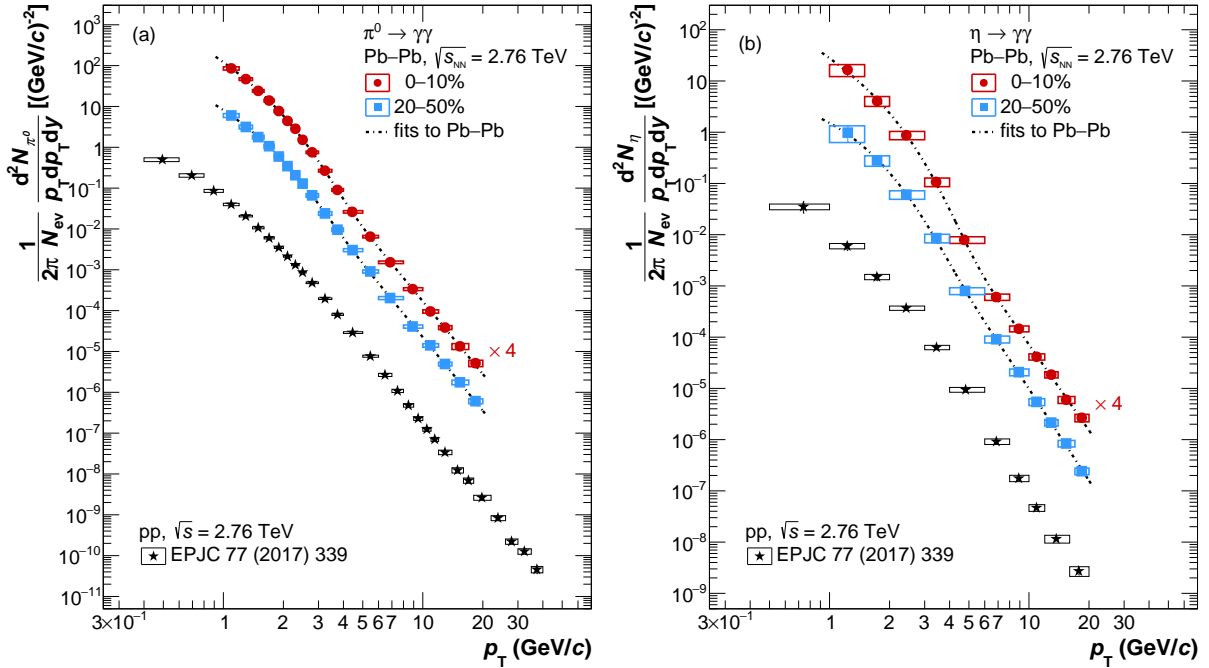 (a)
π⁰ → γγ
Pb–Pb, √s_NN = 2.76 TeV
0–10%
20–50%
fits to Pb–Pb
× 4
pp, √s = 2.76 TeV
EPJC 77 (2017) 339
1/(2π N_ev) d²N_π⁰/(p_T dp_T dy) [(GeV/c)⁻²]
10³
10²
10
1
10⁻¹
10⁻²
10⁻³
10⁻⁴
10⁻⁵
10⁻⁶
10⁻⁷
10⁻⁸
10⁻⁹
10⁻¹⁰
10⁻¹¹
3×10⁻¹ 1 2 3 4 5 6 7 10 20 30
p_T (GeV/c)
(b)
η → γγ
Pb–Pb, √s_NN = 2.76 TeV
0–10%
20–50%
fits to Pb–Pb
× 4
pp, √s = 2.76 TeV
EPJC 77 (2017) 339
1/(2π N_ev) d²N_η/(p_T dp_T dy) [(GeV/c)⁻²]
10²
10
1
10⁻¹
10⁻²
10⁻³
10⁻⁴
10⁻⁵
10⁻⁶
10⁻⁷
10⁻⁸
10⁻⁹
3×10⁻¹ 1 2 3 4 5 6 7 10 20 30
p_T (GeV/c)